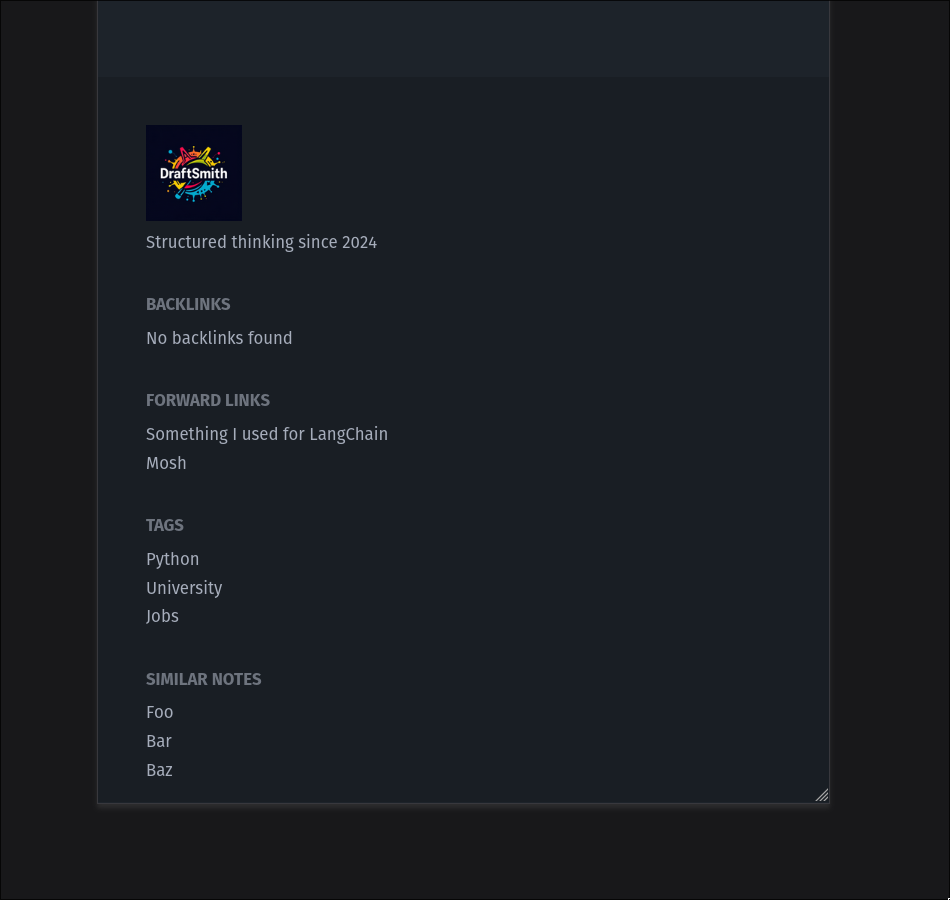 DraftSmith
Structured thinking since 2024
BACKLINKS
No backlinks found
FORWARD LINKS
Something I used for LangChain
Mosh
TAGS
Python
University
Jobs
SIMILAR NOTES
Foo
Bar
Baz